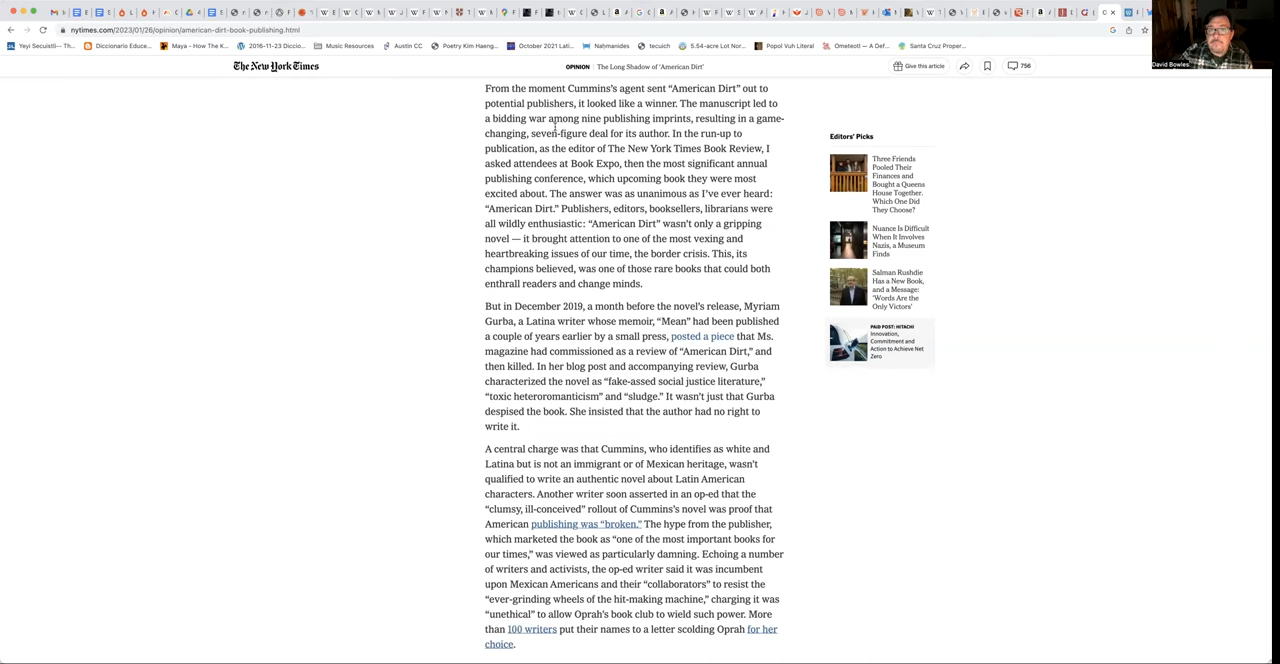 nytimes.com/2023/01/26/opinion/american-dirt-book-publishing.html
Yeyi Secuistli-- Th... Diccionario Educe... Maya - How The K... 2016-11-23 Diccio... Music Resources Austin CC Poetry Kim Haeng... October 2021 Lati... Naḥmanides tecuich 5.54-acre Lot Nor... Popol Vuh Literal Ometeotl — A Def... Santa Cruz Proper...
David Bowles
The New York Times
OPINION | The Long Shadow of ‘American Dirt’
Give this article
756
From the moment Cummins’s agent sent “American Dirt” out to
potential publishers, it looked like a winner. The manuscript led to
a bidding war among nine publishing imprints, resulting in a game-
changing, seven-figure deal for its author. In the run-up to
publication, as the editor of The New York Times Book Review, I
asked attendees at Book Expo, then the most significant annual
publishing conference, which upcoming book they were most
excited about. The answer was as unanimous as I’ve ever heard:
“American Dirt.” Publishers, editors, booksellers, librarians were
all wildly enthusiastic: “American Dirt” wasn’t only a gripping
novel — it brought attention to one of the most vexing and
heartbreaking issues of our time, the border crisis. This, its
champions believed, was one of those rare books that could both
enthrall readers and change minds.
But in December 2019, a month before the novel’s release, Myriam
Gurba, a Latina writer whose memoir, “Mean” had been published
a couple of years earlier by a small press, posted a piece that Ms.
magazine had commissioned as a review of “American Dirt,” and
then killed. In her blog post and accompanying review, Gurba
characterized the novel as “fake-assed social justice literature,”
“toxic heteroromanticism” and “sludge.” It wasn’t just that Gurba
despised the book. She insisted that the author had no right to
write it.
A central charge was that Cummins, who identifies as white and
Latina but is not an immigrant or of Mexican heritage, wasn’t
qualified to write an authentic novel about Latin American
characters. Another writer soon asserted in an op-ed that the
“clumsy, ill-conceived” rollout of Cummins’s novel was proof that
American publishing was “broken.” The hype from the publisher,
which marketed the book as “one of the most important books for
our times,” was viewed as particularly damning. Echoing a number
of writers and activists, the op-ed writer said it was incumbent
upon Mexican Americans and their “collaborators” to resist the
“ever-grinding wheels of the hit-making machine,” charging it was
“unethical” to allow Oprah’s book club to wield such power. More
than 100 writers put their names to a letter scolding Oprah for her
choice.
Editors’ Picks
Three Friends
Pooled Their
Finances and
Bought a Queens
House Together.
Which One Did
They Choose?
Nuance Is Difficult
When It Involves
Nazis, a Museum
Finds
Salman Rushdie
Has a New Book,
and a Message:
‘Words Are the
Only Victors’
PAID POST: HITACHI
Innovation,
Commitment and
Action to Achieve Net
Zero